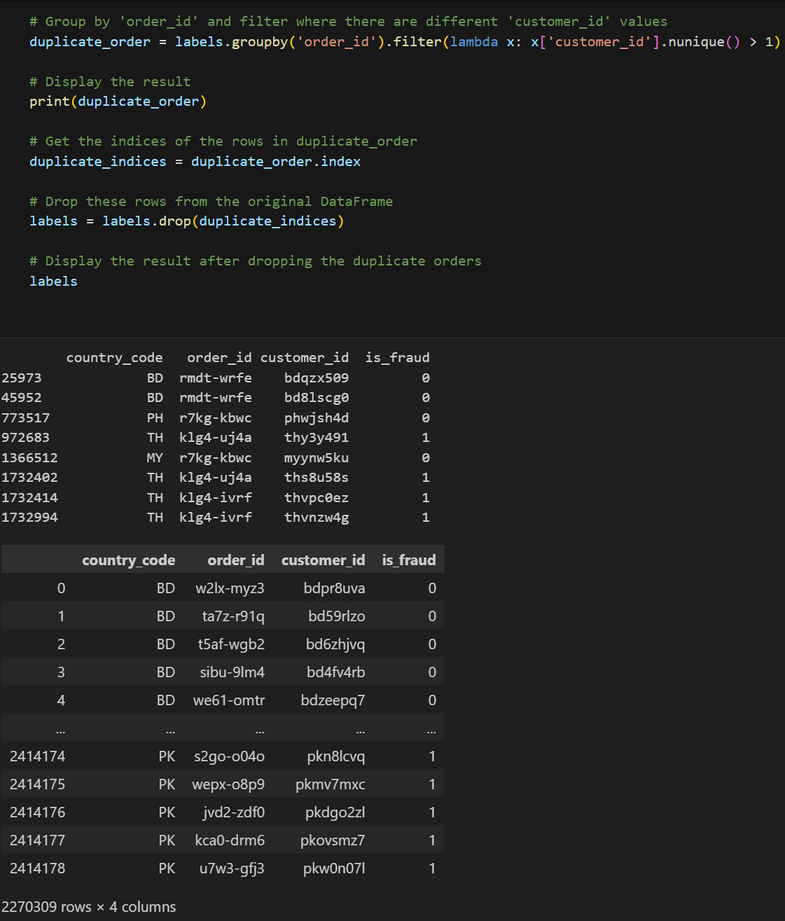 # Group by 'order_id' and filter where there are different 'customer_id' values
duplicate_order = labels.groupby('order_id').filter(lambda x: x['customer_id'].nunique() > 1)
# Display the result
print(duplicate_order)
# Get the indices of the rows in duplicate_order
duplicate_indices = duplicate_order.index
# Drop these rows from the original DataFrame
labels = labels.drop(duplicate_indices)
# Display the result after dropping the duplicate orders
labels
country_code order_id customer_id is_fraud
25973 BD rmdt-wrfe bdqzx509 0
45952 BD rmdt-wrfe bd8lscg0 0
773517 PH r7kg-kbwc phwjsh4d 0
972683 TH klg4-uj4a thy3y491 1
1366512 MY r7kg-kbwc myynw5ku 0
1732402 TH klg4-uj4a ths8u58s 1
1732414 TH klg4-ivrf thvpc0ez 1
1732994 TH klg4-ivrf thvnzw4g 1
country_code order_id customer_id is_fraud
0 BD w2lx-myz3 bdpr8uva 0
1 BD ta7z-r91q bd59rlzo 0
2 BD t5af-wgb2 bd6zhjvq 0
3 BD sibu-9lm4 bd4fv4rb 0
4 BD we61-omtr bdzeepq7 0
... ... ... ... ...
2414174 PK s2go-o04o pkn8lcvq 1
2414175 PK wepx-o8p9 pkmv7mxc 1
2414176 PK jvd2-zdf0 pkdgo2zl 1
2414177 PK kca0-drm6 pkovsmz7 1
2414178 PK u7w3-gfj3 pkw0n07l 1
2270309 rows × 4 columns